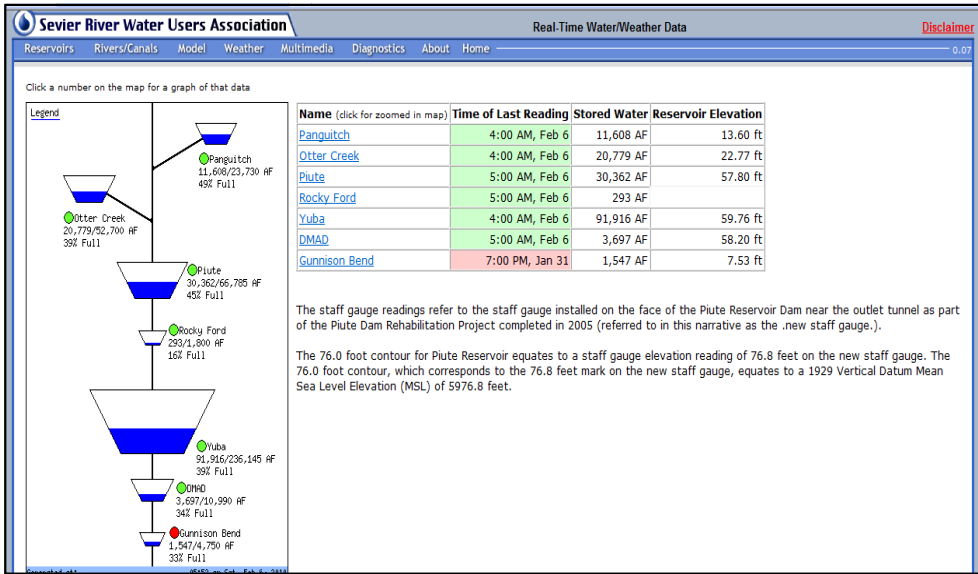 Sevier River Water Users Association
Real-Time Water/Weather Data
Disclaimer
Reservoirs Rivers/Canals Model Weather Multimedia Diagnostics About Home 0.07
Click a number on the map for a graph of that data
Legend
Panguitch
11,608/23,730 AF
49% Full
Otter Creek
20,779/52,700 AF
39% Full
Piute
30,362/66,785 AF
45% Full
Rocky Ford
293/1,800 AF
16% Full
Yuba
91,916/236,145 AF
39% Full
DMAD
3,697/10,990 AF
34% Full
Gunnison Bend
1,547/4,750 AF
33% Full
Name (click for zoomed in map) Time of Last Reading Stored Water Reservoir Elevation
Panguitch 4:00 AM, Feb 6 11,608 AF 13.60 ft
Otter Creek 4:00 AM, Feb 6 20,779 AF 22.77 ft
Piute 5:00 AM, Feb 6 30,362 AF 57.80 ft
Rocky Ford 5:00 AM, Feb 6 293 AF
Yuba 4:00 AM, Feb 6 91,916 AF 59.76 ft
DMAD 5:00 AM, Feb 6 3,697 AF 58.20 ft
Gunnison Bend 7:00 PM, Jan 31 1,547 AF 7.53 ft
The staff gauge readings refer to the staff gauge installed on the face of the Piute Reservoir Dam near the outlet tunnel as part
of the Piute Dam Rehabilitation Project completed in 2005 (referred to in this narrative as the .new staff gauge.).
The 76.0 foot contour for Piute Reservoir equates to a staff gauge elevation reading of 76.8 feet on the new staff gauge. The
76.0 foot contour, which corresponds to the 76.8 feet mark on the new staff gauge, equates to a 1929 Vertical Datum Mean
Sea Level Elevation (MSL) of 5976.8 feet.